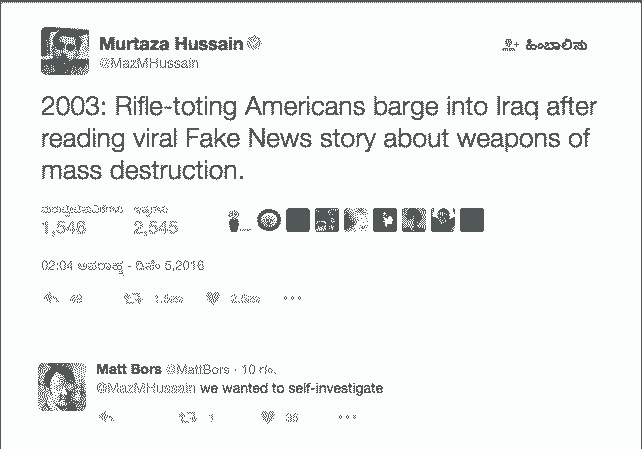 Murtaza Hussain
@MazMHussain
ಹಿಂಬಾಲಿಸು
2003: Rifle-toting Americans barge into Iraq after
reading viral Fake News story about weapons of
mass destruction.
ಮರುಟ್ವೀಟ್‌ಗಳು ಇಷ್ಟಗಳು
1,546 2,545
02:04 ಅಪರಾಹ್ನ - ಡಿಸೆಂ 5,2016
49 1.5ಸಾ 2.5ಸಾ
Matt Bors @MattBors · 10 ಗಂ.
@MazMHussain we wanted to self-investigate
1 35